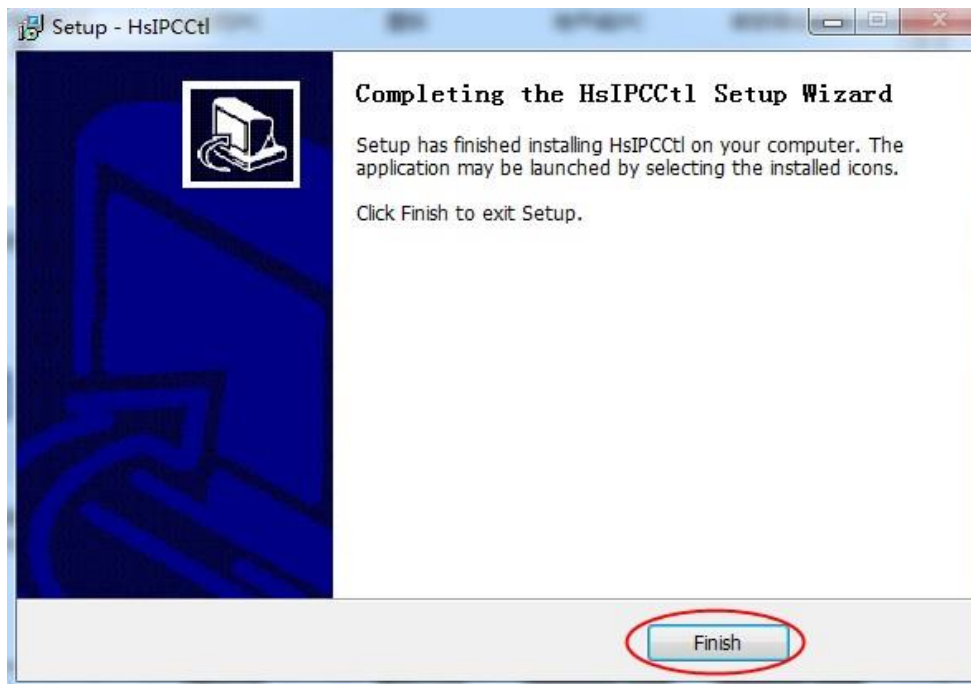 Setup - HsIPCCtl
Completing the HsIPCCtl Setup Wizard
Setup has finished installing HsIPCCtl on your computer. The
application may be launched by selecting the installed icons.
Click Finish to exit Setup.
Finish